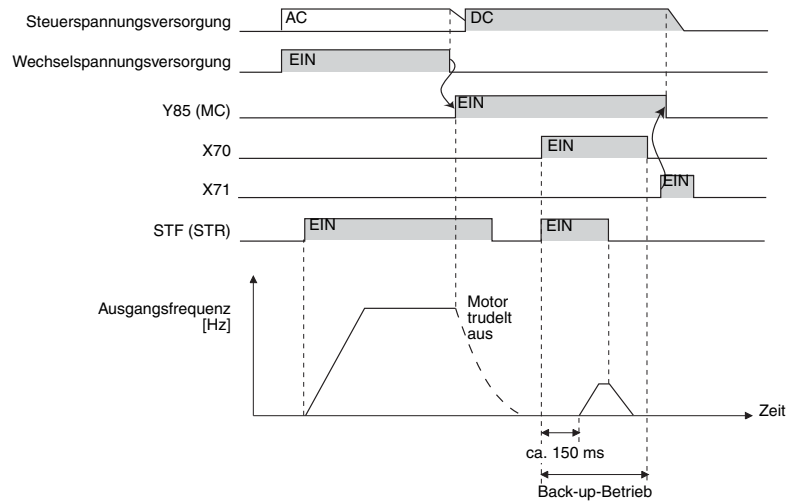 Steuerspannungsversorgung
AC
DC
Wechselspannungsversorgung
EIN
Y85 (MC)
EIN
X70
EIN
X71
EIN
STF (STR)
EIN
EIN
Ausgangsfrequenz
[Hz]
Motor
trudelt
aus
Zeit
ca. 150 ms
Back-up-Betrieb